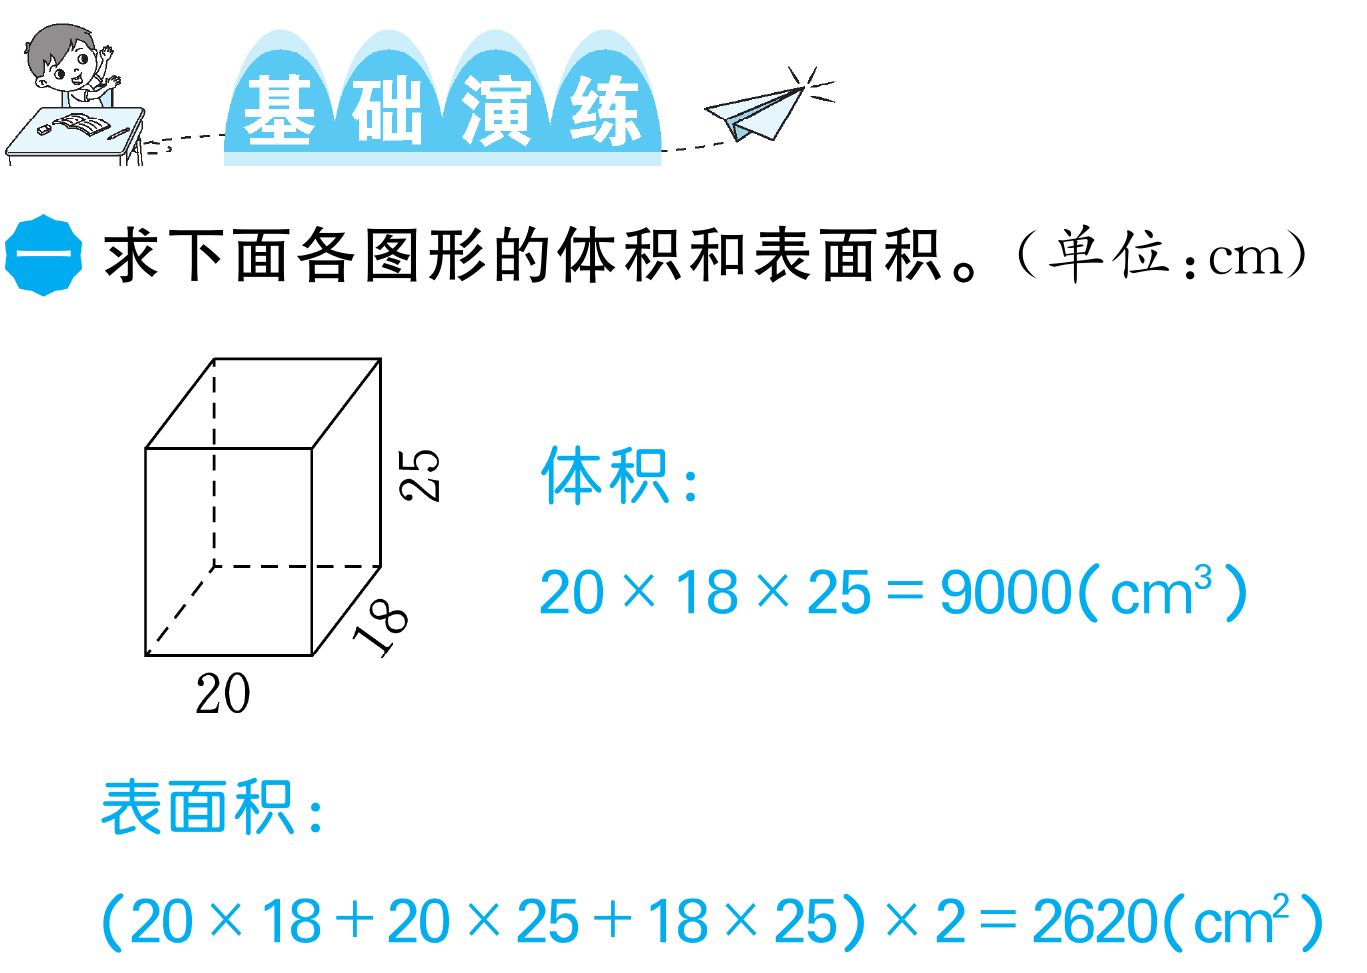 基础演练
一 求下面各图形的体积和表面积。(单位:cm)
25
体积:
20×18×25=9000(cm³)
18
20
表面积:
(20×18+20×25+18×25)×2=2620(cm²)